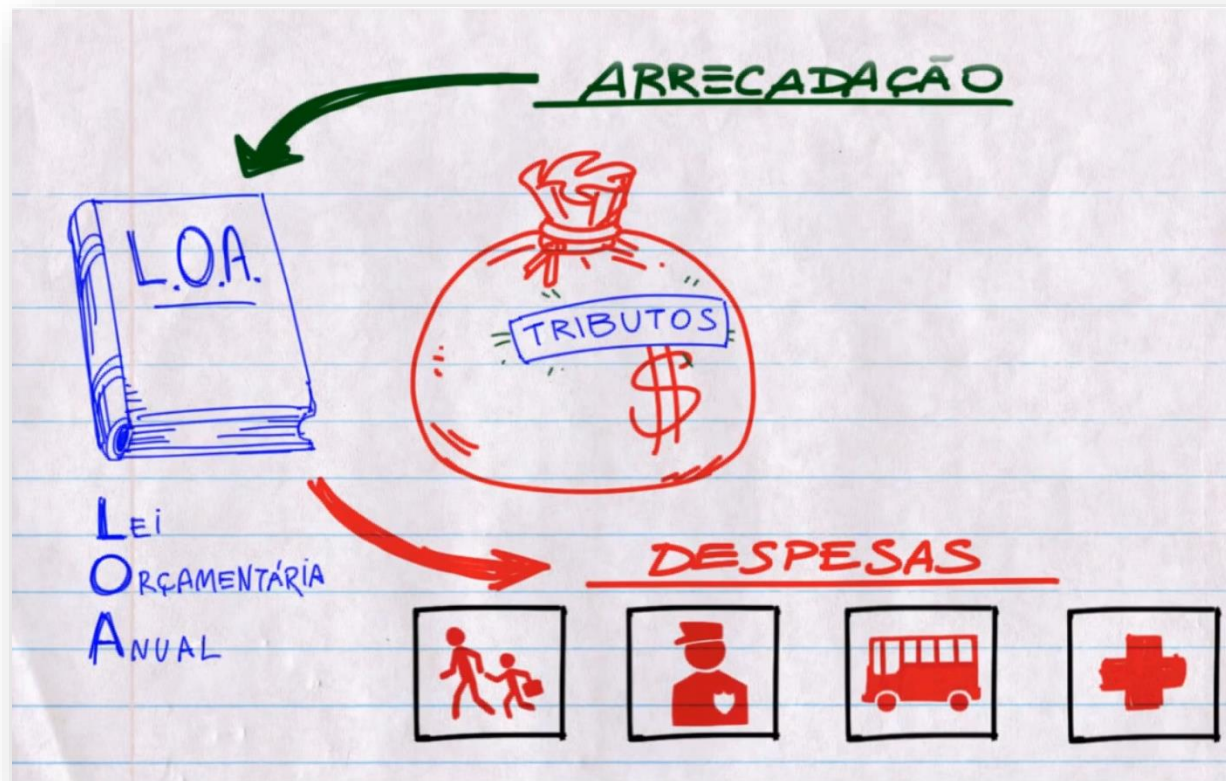 ARRECADAÇÃO
L.O.A.
TRIBUTOS
$
LEI
ORÇAMENTÁRIA
ANUAL
DESPESAS